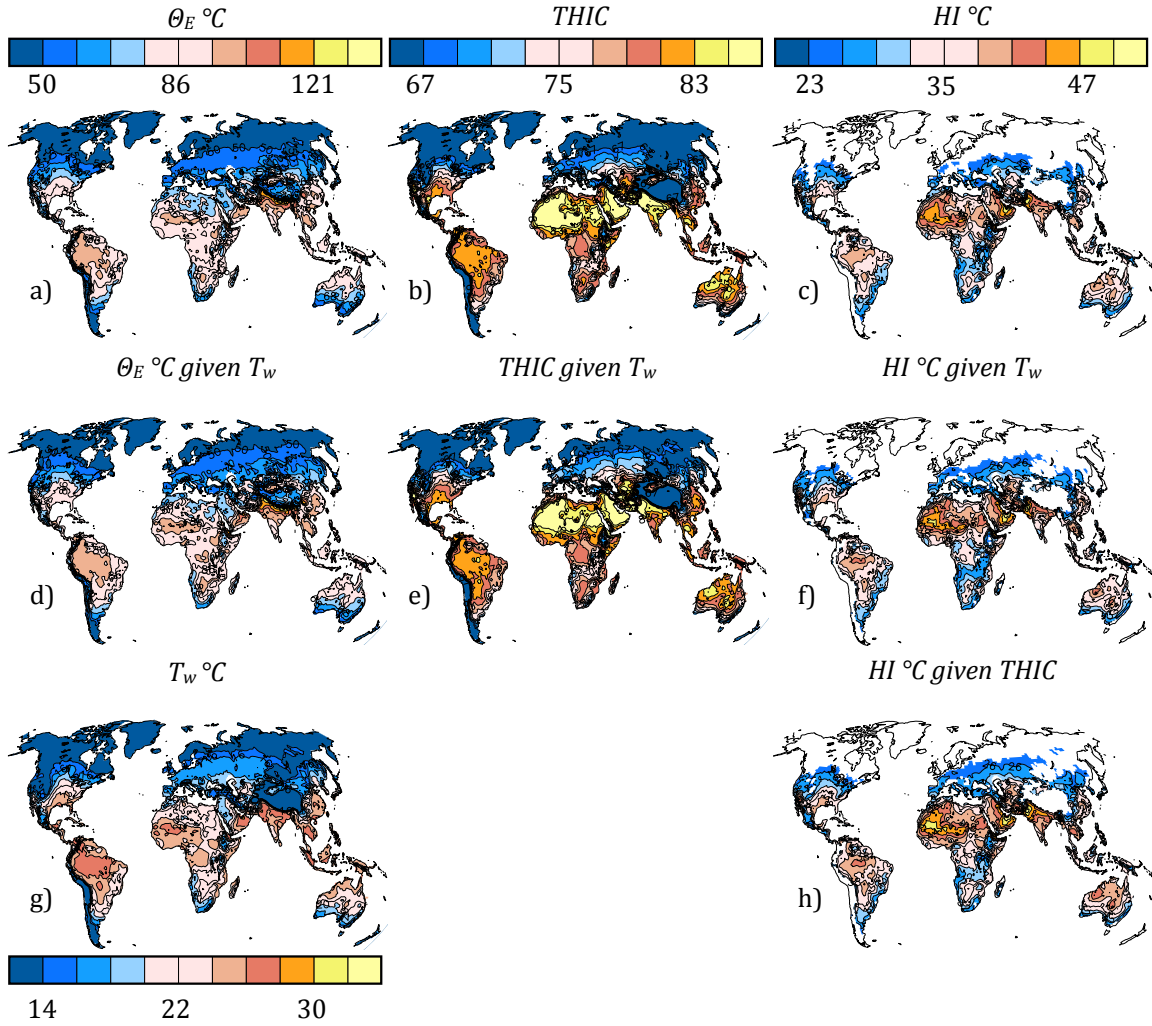 Θ_E °C THIC HI °C
50 86 121 67 75 83 23 35 47
a) b) c)
Θ_E °C given T_w THIC given T_w HI °C given T_w
d) e) f)
T_w °C HI °C given THIC
g) h)
14 22 30